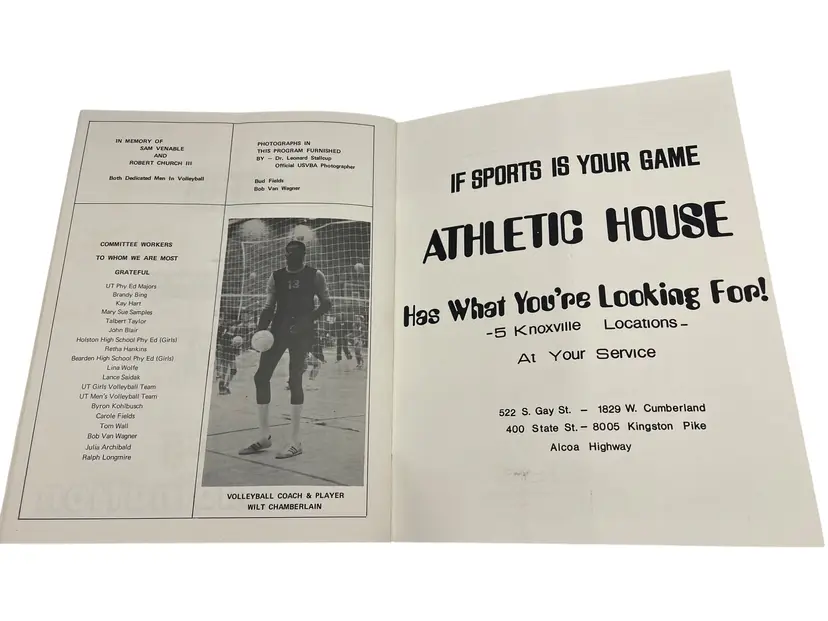 IN MEMORY OF
SAM VENABLE
AND
ROBERT CHURCH III
Both Dedicated Men In Volleyball
PHOTOGRAPHS IN
THIS PROGRAM FURNISHED
BY — Dr. Leonard Stallcup
Official USVBA Photographer
Bud Fields
Bob Van Wagner
COMMITTEE WORKERS
TO WHOM WE ARE MOST
GRATEFUL
UT Phy Ed Majors
Brandy Bing
Kay Hart
Mary Sue Samples
Talbert Taylor
John Blair
Holston High School Phy Ed (Girls)
Retha Hankins
Bearden High School Phy Ed (Girls)
Lina Wolfe
Lance Saidak
UT Girls Volleyball Team
UT Men's Volleyball Team
Byron Kohlbusch
Carole Fields
Tom Wall
Bob Van Wagner
Julia Archibald
Ralph Longmire
13
VOLLEYBALL COACH & PLAYER
WILT CHAMBERLAIN
IF SPORTS IS YOUR GAME
ATHLETIC HOUSE
Has What You're Looking For!
-5 Knoxville Locations-
At Your Service
522 S. Gay St. — 1829 W. Cumberland
400 State St. — 8005 Kingston Pike
Alcoa Highway